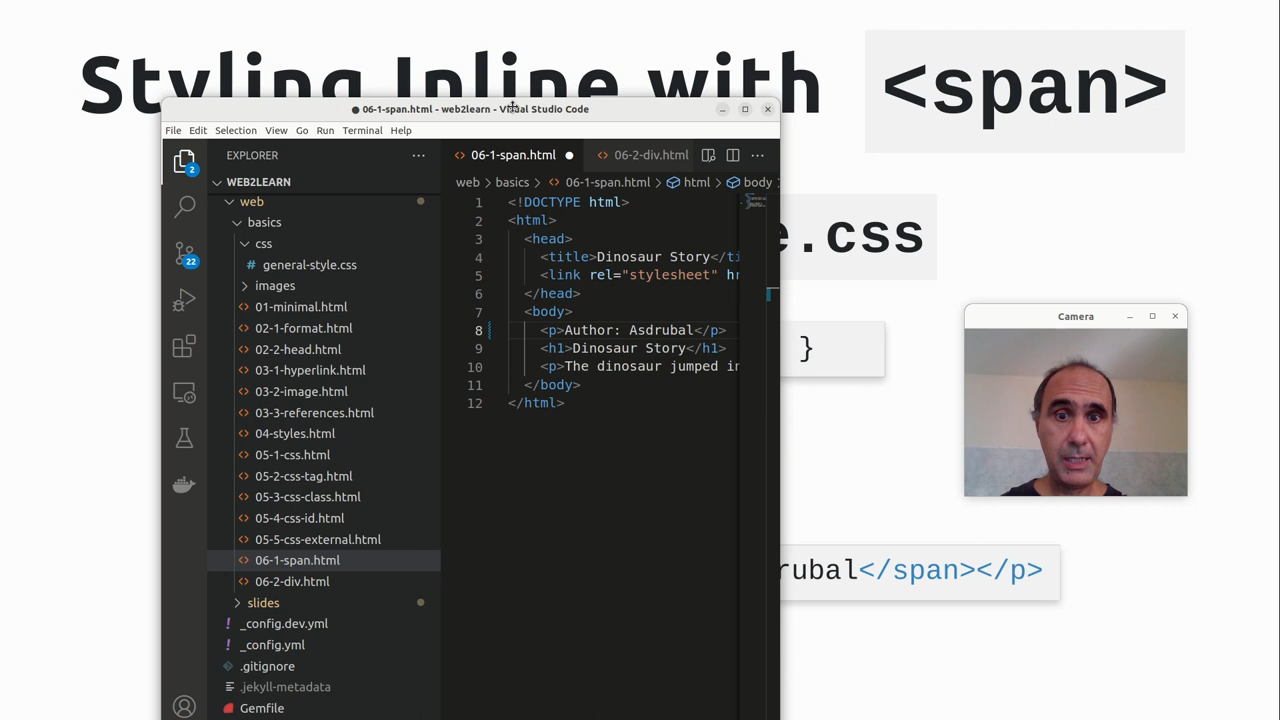 Styling Inline with <span>
06-1-span.html - web2learn - Visual Studio Code
File Edit Selection View Go Run Terminal Help
EXPLORER
06-1-span.html
06-2-div.html
WEB2LEARN
web > basics > 06-1-span.html > html > body
2
web
basics
css
general-style.css
22
images
01-minimal.html
02-1-format.html
02-2-head.html
03-1-hyperlink.html
03-2-image.html
03-3-references.html
04-styles.html
05-1-css.html
05-2-css-tag.html
05-3-css-class.html
05-4-css-id.html
05-5-css-external.html
06-1-span.html
06-2-div.html
slides
_config.dev.yml
_config.yml
.gitignore
.jekyll-metadata
Gemfile
1 <!DOCTYPE html>
2 <html>
3 <head>
4 <title>Dinosaur Story</ti
5 <link rel="stylesheet" hr
6 </head>
7 <body>
8 <p>Author: Asdrubal</p>
9 <h1>Dinosaur Story</h1>
10 <p>The dinosaur jumped in
11 </body>
12 </html>
e.css
}
Camera
rubal</span></p>